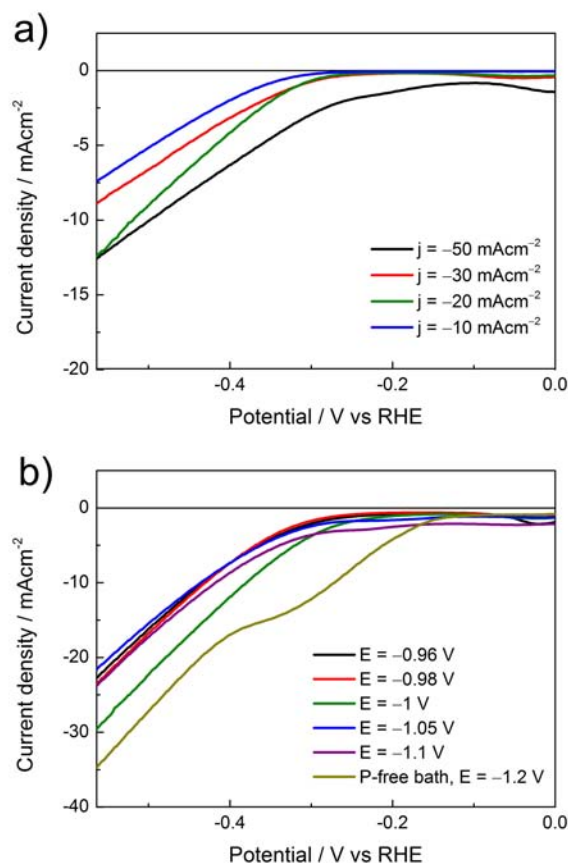 a)
0
-5
-10
-15
-20
Current density / mAcm⁻²
j = −50 mAcm⁻²
j = −30 mAcm⁻²
j = −20 mAcm⁻²
j = −10 mAcm⁻²
-0.4
-0.2
0.0
Potential / V vs RHE
b)
0
-10
-20
-30
-40
Current density / mAcm⁻²
E = −0.96 V
E = −0.98 V
E = −1 V
E = −1.05 V
E = −1.1 V
P-free bath, E = −1.2 V
-0.4
-0.2
0.0
Potential / V vs RHE